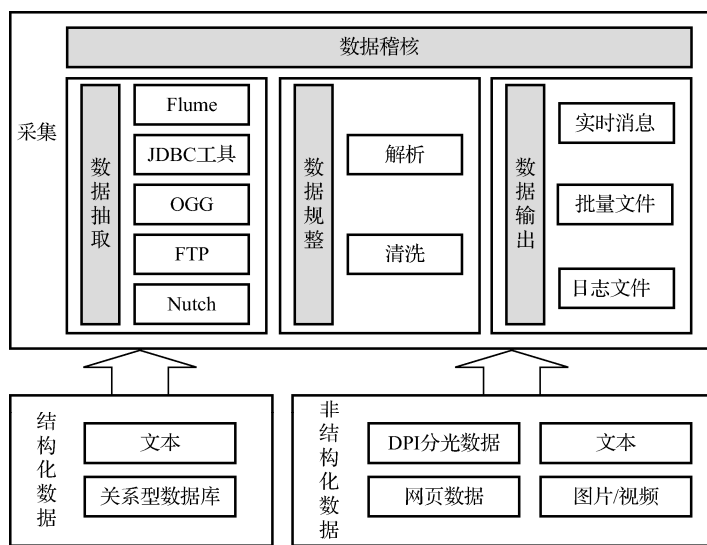 数据稽核
采集
数据抽取
Flume
JDBC工具
OGG
FTP
Nutch
数据规整
解析
清洗
数据输出
实时消息
批量文件
日志文件
结构化数据
文本
关系型数据库
非结构化数据
DPI分光数据
文本
网页数据
图片/视频